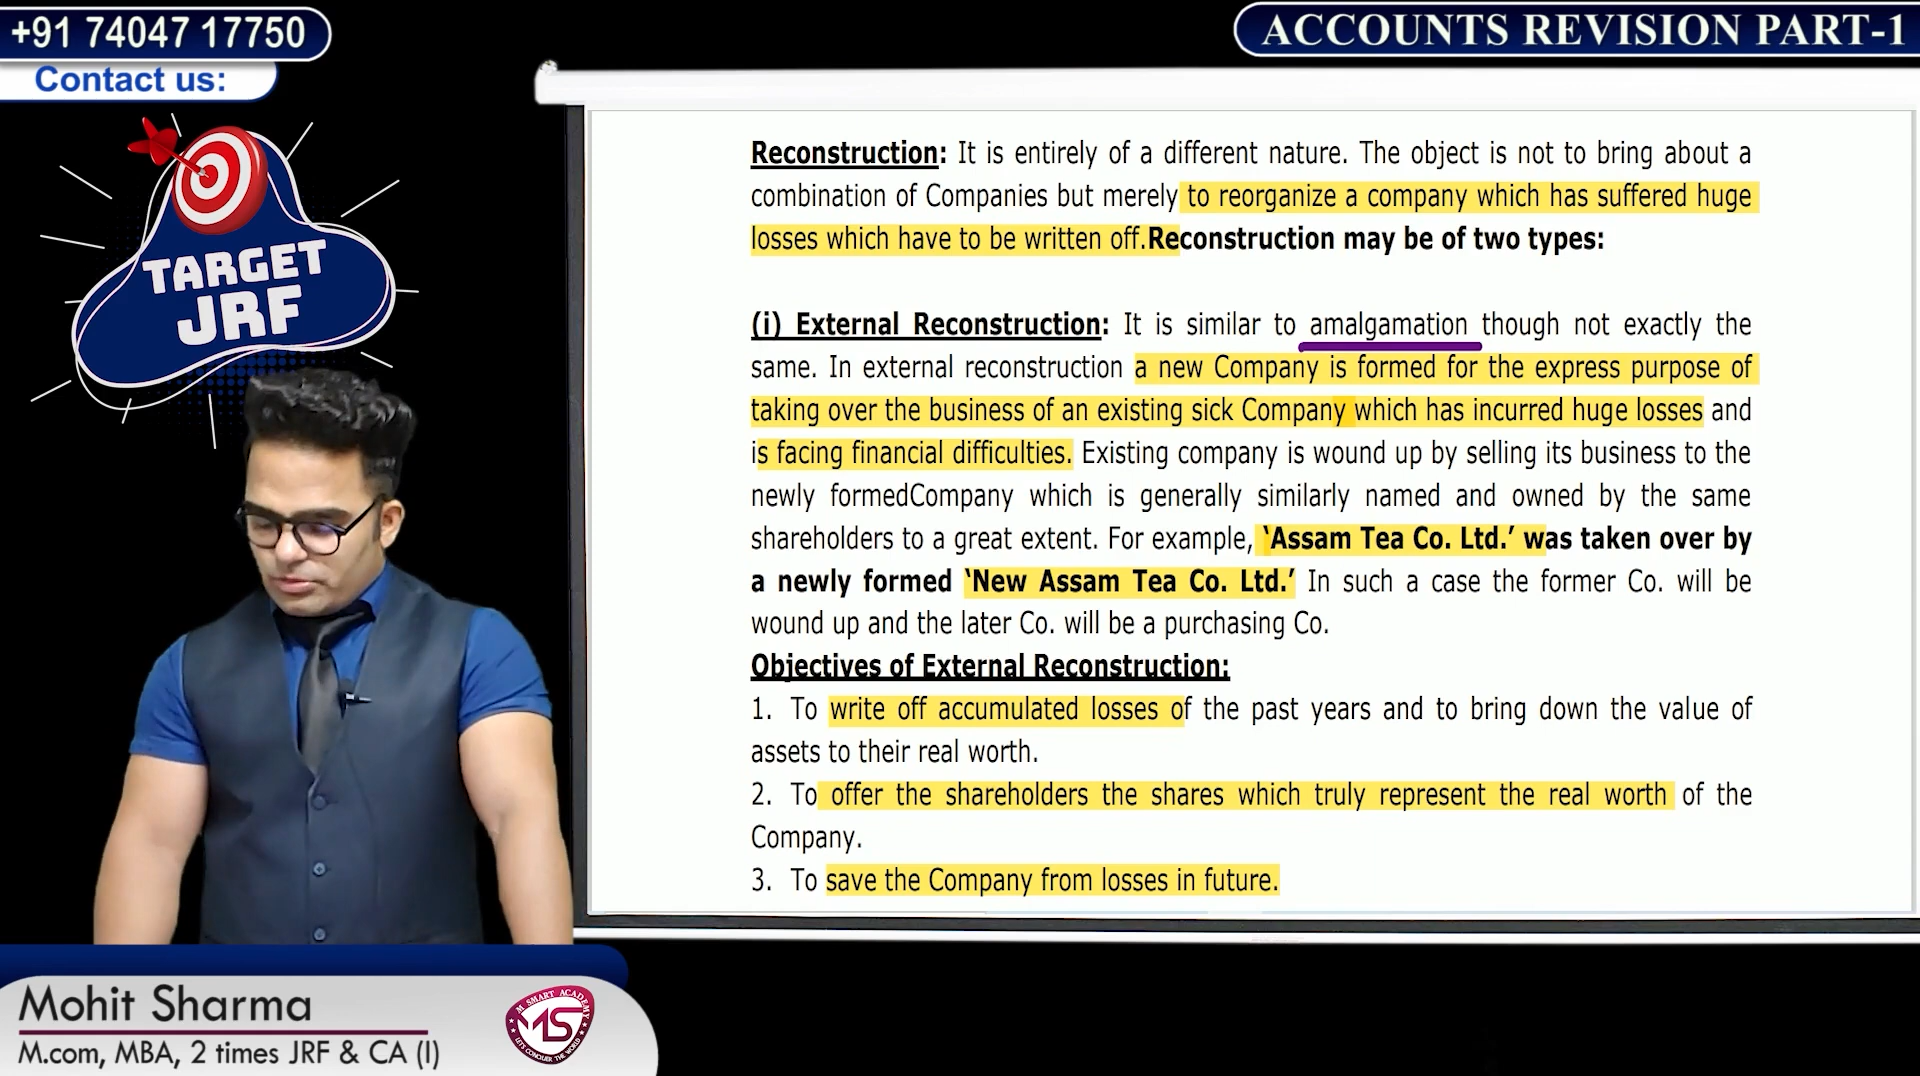 +91 74047 17750
Contact us:
ACCOUNTS REVISION PART-1
TARGET
JRF
Reconstruction: It is entirely of a different nature. The object is not to bring about a
combination of Companies but merely to reorganize a company which has suffered huge
losses which have to be written off.Reconstruction may be of two types:
(i) External Reconstruction: It is similar to amalgamation though not exactly the
same. In external reconstruction a new Company is formed for the express purpose of
taking over the business of an existing sick Company which has incurred huge losses and
is facing financial difficulties. Existing company is wound up by selling its business to the
newly formedCompany which is generally similarly named and owned by the same
shareholders to a great extent. For example, ‘Assam Tea Co. Ltd.’ was taken over by
a newly formed ‘New Assam Tea Co. Ltd.’ In such a case the former Co. will be
wound up and the later Co. will be a purchasing Co.
Objectives of External Reconstruction:
1. To write off accumulated losses of the past years and to bring down the value of
assets to their real worth.
2. To offer the shareholders the shares which truly represent the real worth of the
Company.
3. To save the Company from losses in future.
Mohit Sharma
M.com, MBA, 2 times JRF & CA (I)
M SMART ACADEMY
MS
LET'S CONQUER THE WORLD